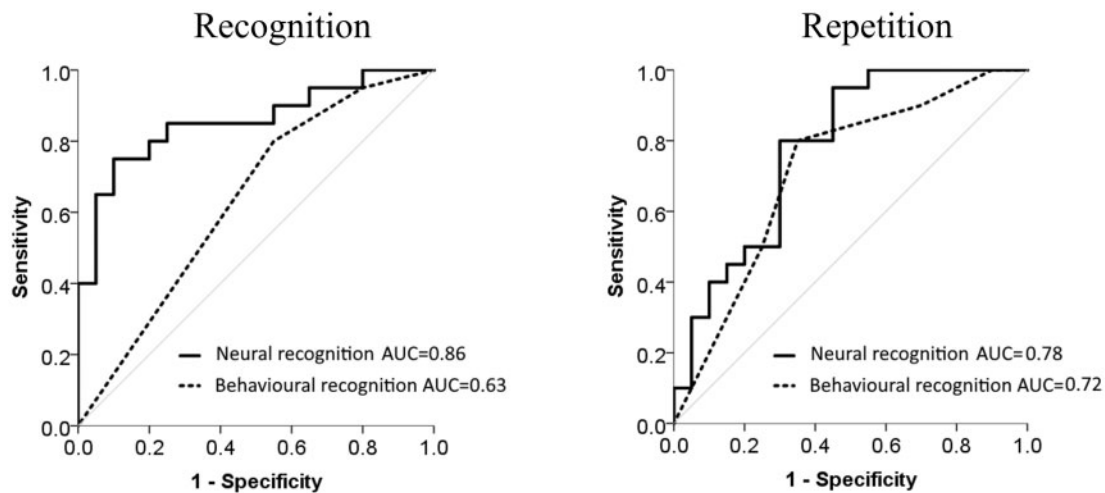 Recognition
1.0
0.8
0.6
0.4
0.2
0.0
Sensitivity
Neural recognition AUC=0.86
Behavioural recognition AUC=0.63
0.0 0.2 0.4 0.6 0.8 1.0
1 - Specificity
Repetition
1.0
0.8
0.6
0.4
0.2
0.0
Sensitivity
Neural recognition AUC=0.78
Behavioural recognition AUC=0.72
0.0 0.2 0.4 0.6 0.8 1.0
1 - Specificity